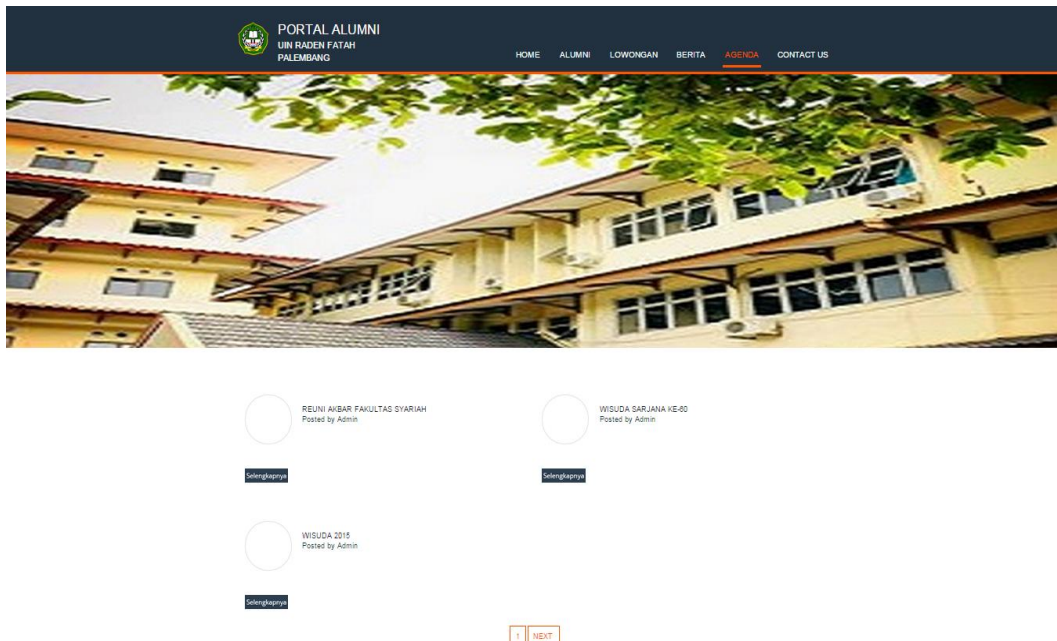 PORTAL ALUMNI
UIN RADEN FATAH
PALEMBANG
HOME ALUMNI LOWONGAN BERITA AGENDA CONTACT US
REUNI AKBAR FAKULTAS SYARIAH
Posted by Admin
Selengkapnya
WISUDA SARJANA KE-60
Posted by Admin
Selengkapnya
WISUDA 2015
Posted by Admin
Selengkapnya
1 NEXT